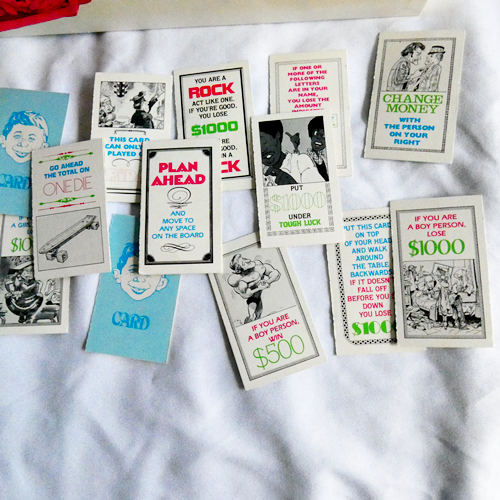 CARD
THIS CARD
CAN ONLY
PLAYED
YOU ARE A
ROCK
ACT LIKE ONE.
IF YOU'RE GOOD,
YOU LOSE
$1000
IF ONE OR
MORE OF THE
FOLLOWING
LETTERS
ARE IN YOUR
NAME,
YOU LOSE THE
AMOUNT
CHANGE
MONEY
WITH THE
PERSON ON
YOUR
RIGHT
GO AHEAD
THE TOTAL ON
ONE DIE
PLAN
AHEAD
AND
MOVE TO
ANY SPACE
ON THE BOARD
PUT
$1000
UNDER
TOUGH LUCK
IF YOU
A
CARD
IF YOU ARE
A BOY PERSON,
WIN
$500
PUT THIS CARD
ON TOP
OF YOUR HEAD
AND WALK
AROUND
THE TABLE
BACKWARDS
IF IT DOESN'T
FALL OFF
BEFORE YOU
DOWN
YOU LOSE
IF YOU ARE
A BOY PERSON,
LOSE
$1000